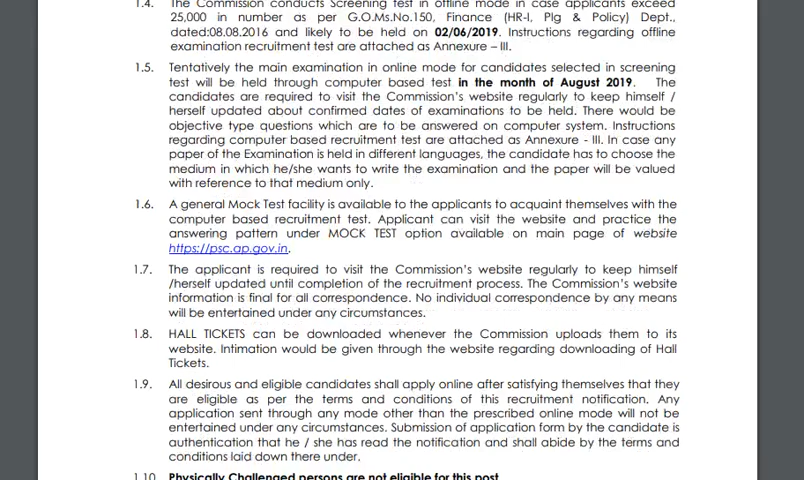 1.4. The Commission conducts Screening test in offline mode in case applicants exceed
25,000 in number as per G.O.Ms.No.150, Finance (HR-I, Plg & Policy) Dept.,
dated:08.08.2016 and likely to be held on 02/06/2019. Instructions regarding offline
examination recruitment test are attached as Annexure – III.
1.5. Tentatively the main examination in online mode for candidates selected in screening
test will be held through computer based test in the month of August 2019. The
candidates are required to visit the Commission's website regularly to keep himself /
herself updated about confirmed dates of examinations to be held. There would be
objective type questions which are to be answered on computer system. Instructions
regarding computer based recruitment test are attached as Annexure - III. In case any
paper of the Examination is held in different languages, the candidate has to choose the
medium in which he/she wants to write the examination and the paper will be valued
with reference to that medium only.
1.6. A general Mock Test facility is available to the applicants to acquaint themselves with the
computer based recruitment test. Applicant can visit the website and practice the
answering pattern under MOCK TEST option available on main page of website
https://psc.ap.gov.in.
1.7. The applicant is required to visit the Commission's website regularly to keep himself
/herself updated until completion of the recruitment process. The Commission's website
information is final for all correspondence. No individual correspondence by any means
will be entertained under any circumstances.
1.8. HALL TICKETS can be downloaded whenever the Commission uploads them to its
website. Intimation would be given through the website regarding downloading of Hall
Tickets.
1.9. All desirous and eligible candidates shall apply online after satisfying themselves that they
are eligible as per the terms and conditions of this recruitment notification. Any
application sent through any mode other than the prescribed online mode will not be
entertained under any circumstances. Submission of application form by the candidate is
authentication that he / she has read the notification and shall abide by the terms and
conditions laid down there under.
1.10 Physically Challenged persons are not eligible for this post